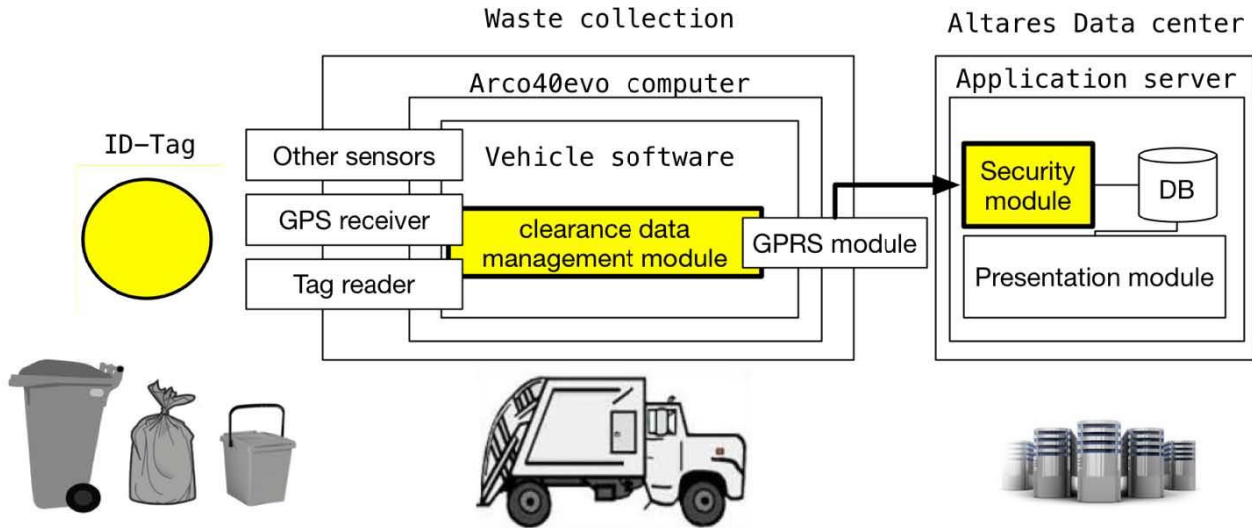 Waste collection
Altares Data center
Arco40evo computer
Application server
ID-Tag
Other sensors
Vehicle software
GPS receiver
clearance data
management module
GPRS module
Tag reader
Security
module
DB
Presentation module